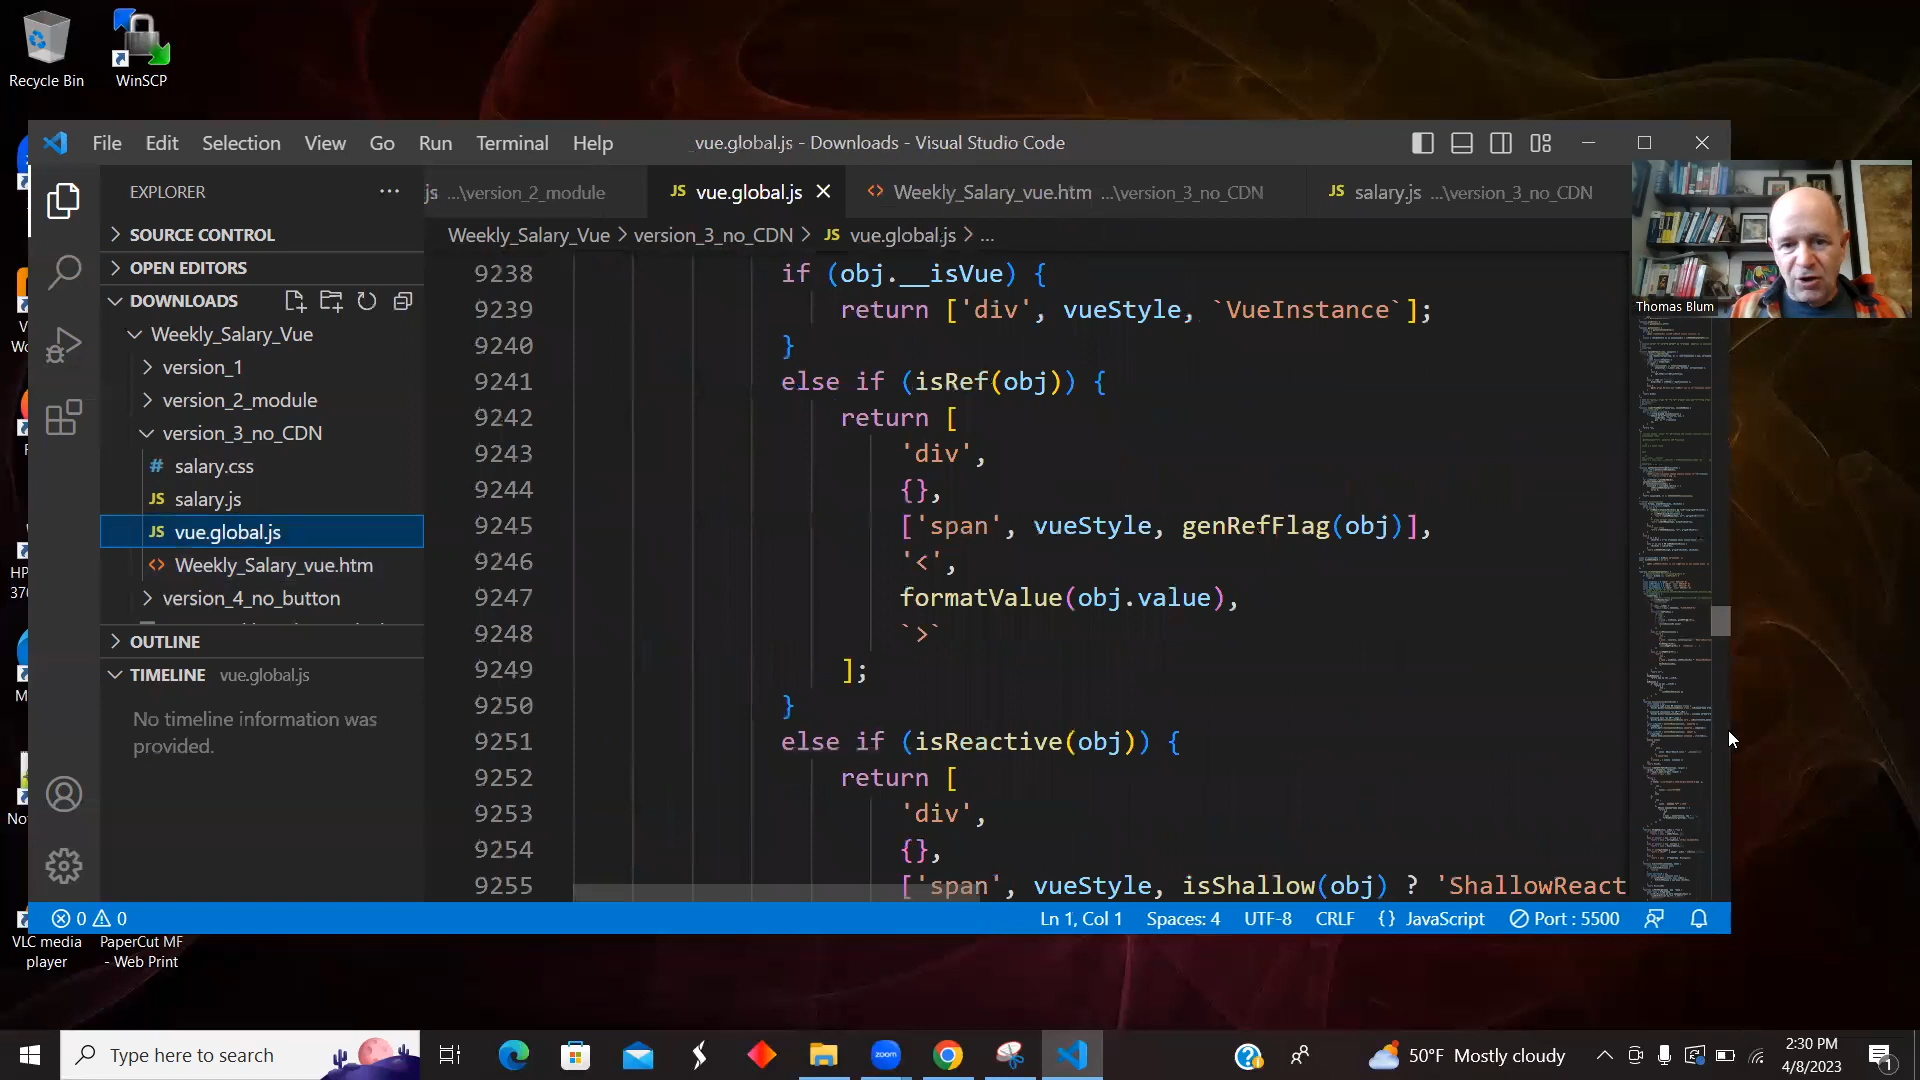 Recycle Bin
WinSCP
File Edit Selection View Go Run Terminal Help
vue.global.js - Downloads - Visual Studio Code
EXPLORER
js ...\version_2_module
JS vue.global.js
<> Weekly_Salary_vue.htm ...\version_3_no_CDN
JS salary.js ...\version_3_no_CDN
SOURCE CONTROL
OPEN EDITORS
DOWNLOADS
Weekly_Salary_Vue
version_1
version_2_module
version_3_no_CDN
# salary.css
JS salary.js
JS vue.global.js
<> Weekly_Salary_vue.htm
version_4_no_button
OUTLINE
TIMELINE vue.global.js
No timeline information was
provided.
Weekly_Salary_Vue > version_3_no_CDN > JS vue.global.js > ...
9238 if (obj.__isVue) {
9239 return ['div', vueStyle, `VueInstance`];
9240 }
9241 else if (isRef(obj)) {
9242 return [
9243 'div',
9244 {},
9245 ['span', vueStyle, genRefFlag(obj)],
9246 '<',
9247 formatValue(obj.value),
9248 `>`
9249 ];
9250 }
9251 else if (isReactive(obj)) {
9252 return [
9253 'div',
9254 {},
9255 ['span', vueStyle, isShallow(obj) ? 'ShallowReact
Thomas Blum
0 0
Ln 1, Col 1 Spaces: 4 UTF-8 CRLF {} JavaScript Port : 5500
VLC media
player
PaperCut MF
- Web Print
Type here to search
zoom
50°F Mostly cloudy
2:30 PM
4/8/2023
1